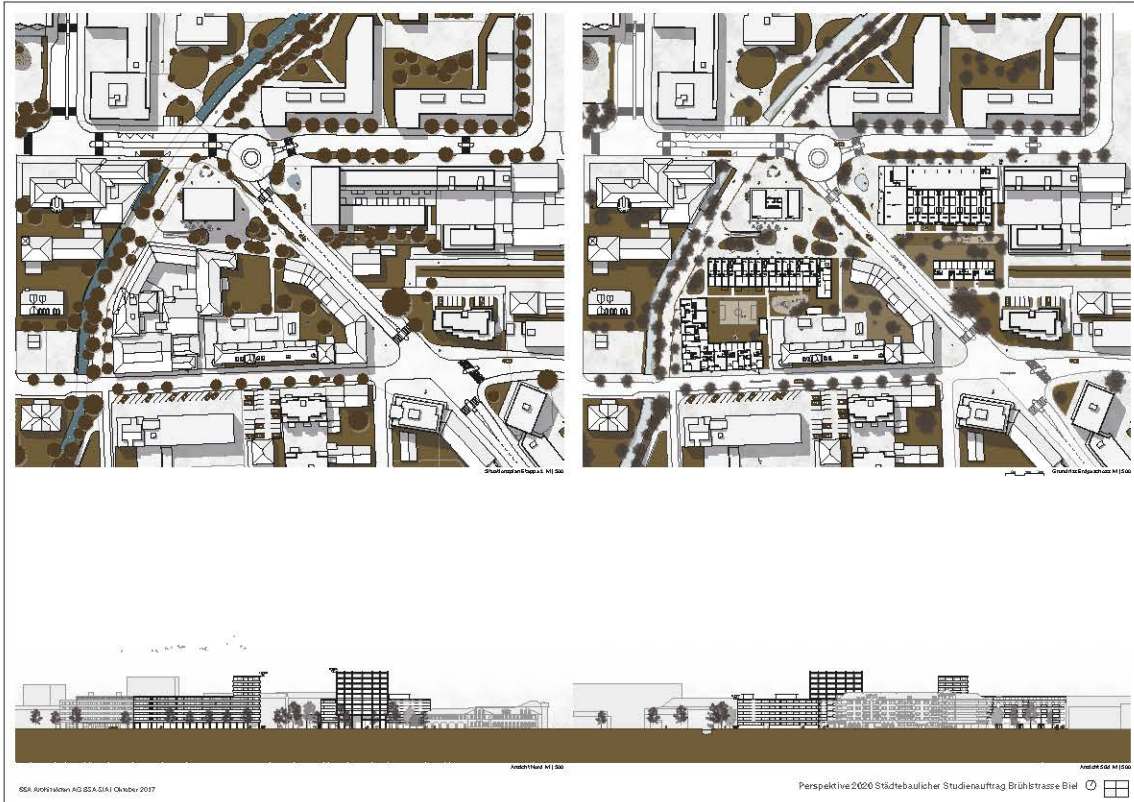 Situationsplan Etappe 1 M 1|500
Grundriss Erdgeschoss M 1|500
Ansicht Nord M 1|500
Ansicht Süd M 1|500
SSA Architekten AG BSA SIA | Oktober 2017
Perspektive 2020 Städtebaulicher Studienauftrag Brühlstrasse Biel